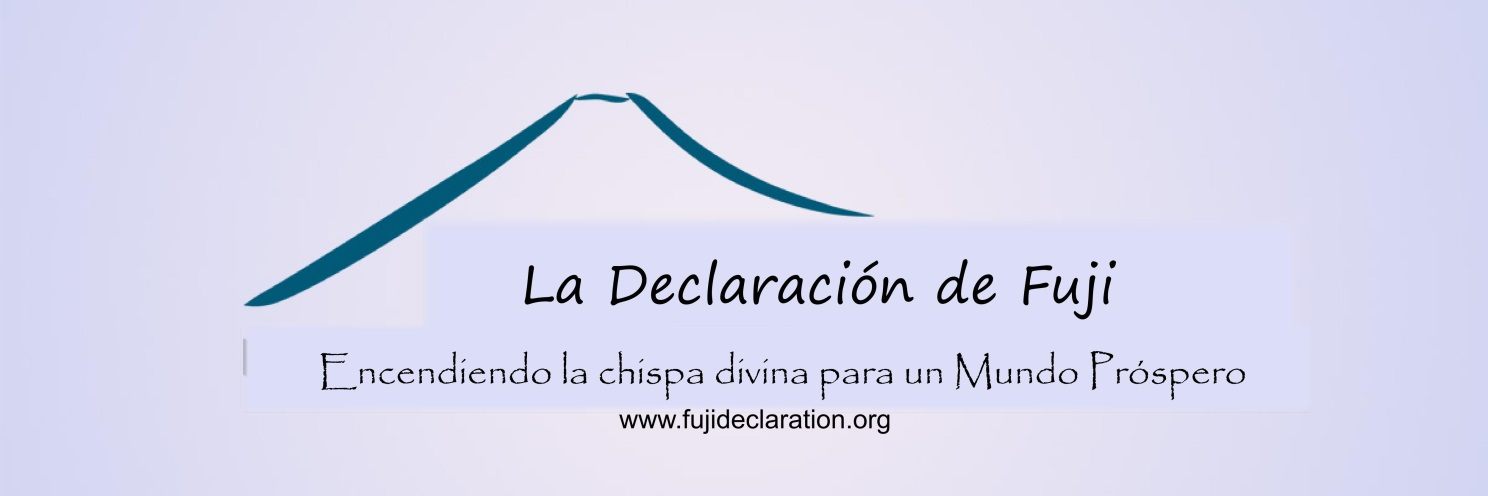 La Declaración de Fuji
Encendiendo la chispa divina para un Mundo Próspero
www.fujideclaration.org